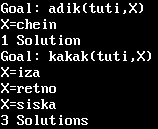 Goal: adik(tuti,X)
X=chein
1 Solution
Goal: kakak(tuti,X)
X=iza
X=retno
X=siska
3 Solutions